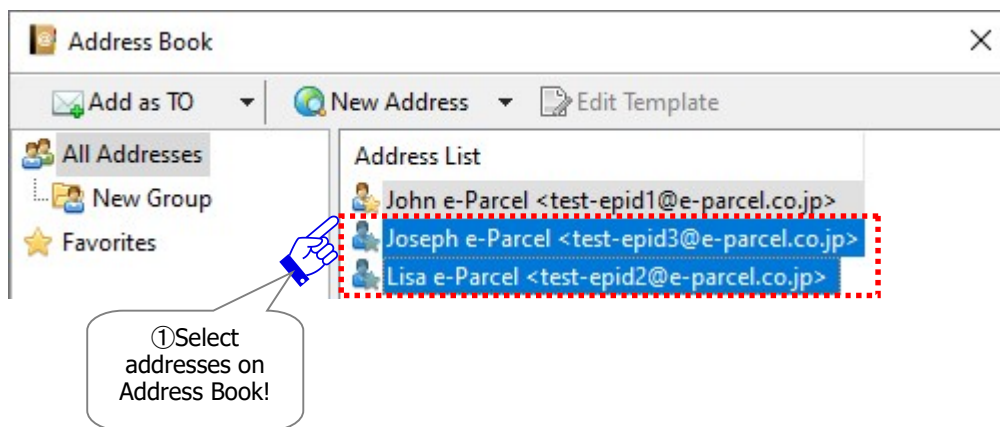 Address Book
Add as TO
New Address
Edit Template
All Addresses
New Group
Favorites
Address List
John e-Parcel <test-epid1@e-parcel.co.jp>
Joseph e-Parcel <test-epid3@e-parcel.co.jp>
Lisa e-Parcel <test-epid2@e-parcel.co.jp>
①Select
addresses on
Address Book!